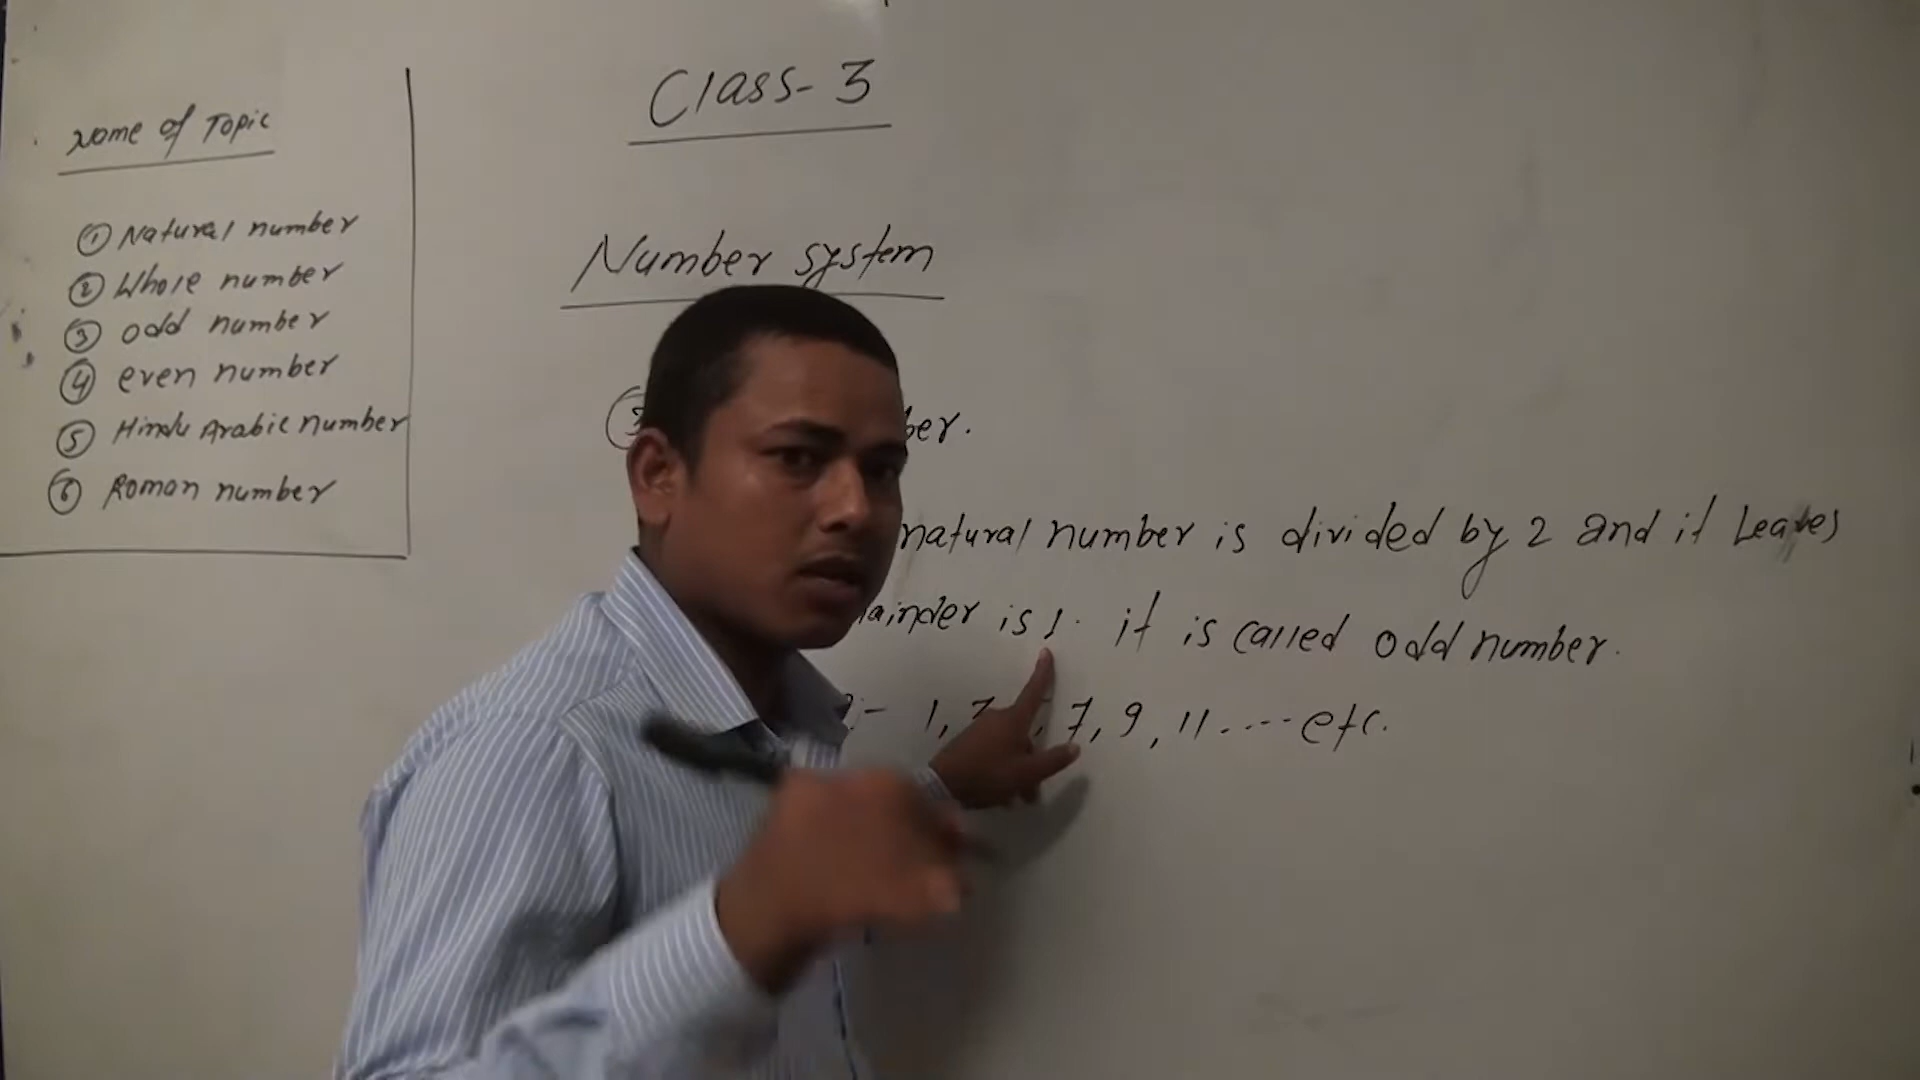 Class-3
Name of Topic
① Natural number
② Whole number
③ odd number
④ even number
⑤ Hindu Arabic number
⑥ Roman number
Number system
③ ber.
natural number is divided by 2 and it Leaves
ainder is 1. it is called odd number.
:- 1, 3, 7, 9, 11....etc.